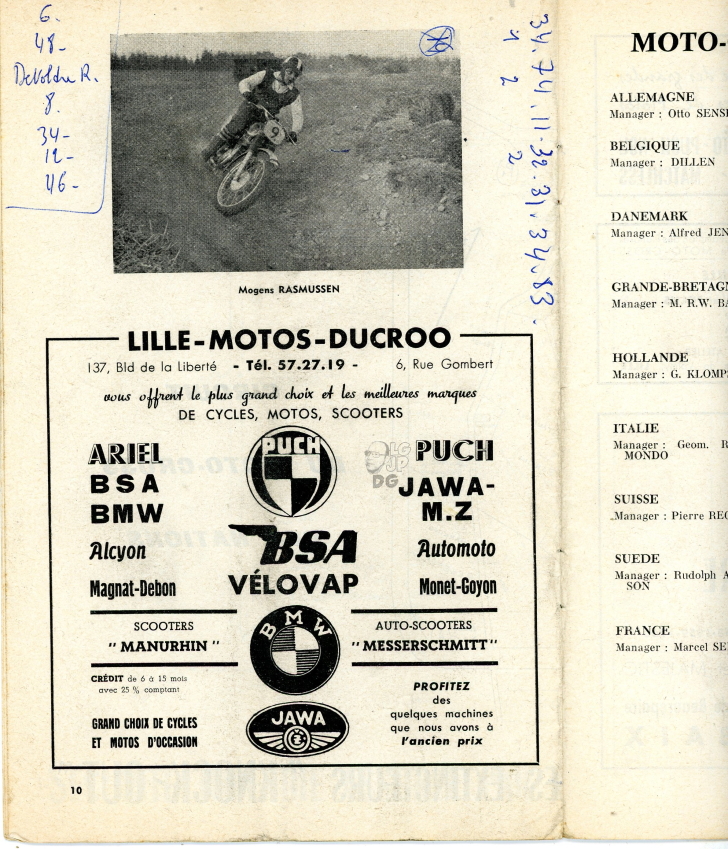 6.
48-
Devoldre R.
8.
34-
12-
46-
79
34.74.11.32.31.34.83.
1 2 2
9
Mogens RASMUSSEN
LILLE-MOTOS-DUCROO
137, Bld de la Liberté - Tél. 57.27.19 - 6, Rue Gombert
vous offrent le plus grand choix et les meilleures marques
DE CYCLES, MOTOS, SCOOTERS
ARIEL
BSA
BMW
Alcyon
Magnat-Debon
PUCH
BSA
VÉLOVAP
PUCH
JAWA-
M.Z
Automoto
Monet-Goyon
SCOOTERS
" MANURHIN "
BMW
AUTO-SCOOTERS
" MESSERSCHMITT "
CRÉDIT de 6 à 15 mois
avec 25 % comptant
GRAND CHOIX DE CYCLES
ET MOTOS D'OCCASION
JAWA
PROFITEZ
des
quelques machines
que nous avons à
l'ancien prix
10
MOTO-
ALLEMAGNE
Manager : Otto
BELGIQUE
Manager : DILLEN
DANEMARK
Manager : Alfred
GRANDE-BRETAG
Manager : M. R.W.
HOLLANDE
Manager : G. KLOMP
ITALIE
Manager : Geom. R
MONDO
SUISSE
Manager : Pierre
SUEDE
Manager : Rudolph A
SON
FRANCE
Manager : Marcel